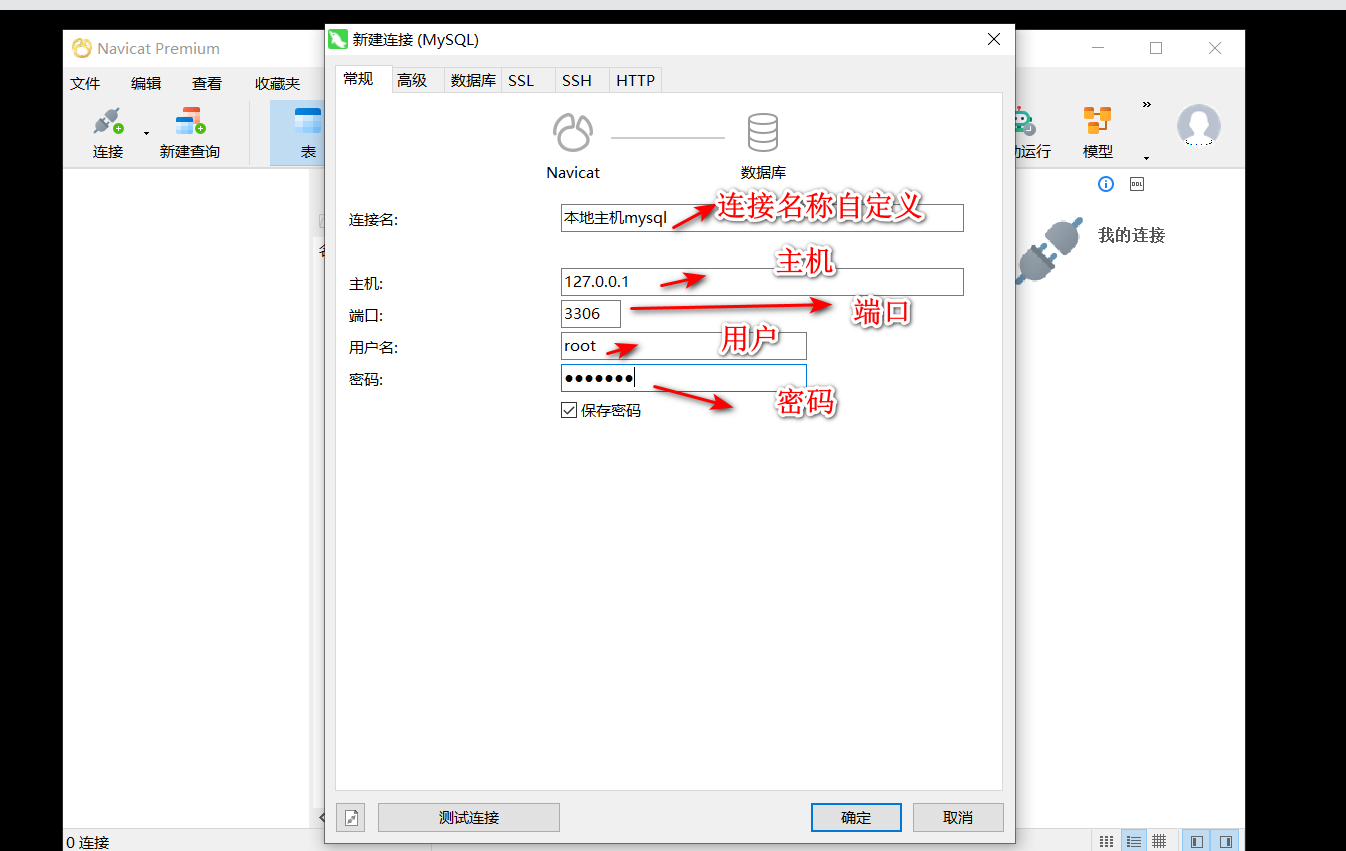 新建连接 (MySQL)
Navicat Premium
文件 编辑 查看 收藏夹
常规 高级 数据库 SSL SSH HTTP
连接 新建查询 表
动运行 模型
Navicat 数据库
DDL
连接名: 本地主机mysql 连接名称自定义
我的连接
主机: 127.0.0.1 主机
端口: 3306 端口
用户名: root 用户
密码: ●●●●●●● 密码
保存密码
测试连接 确定 取消
0 连接